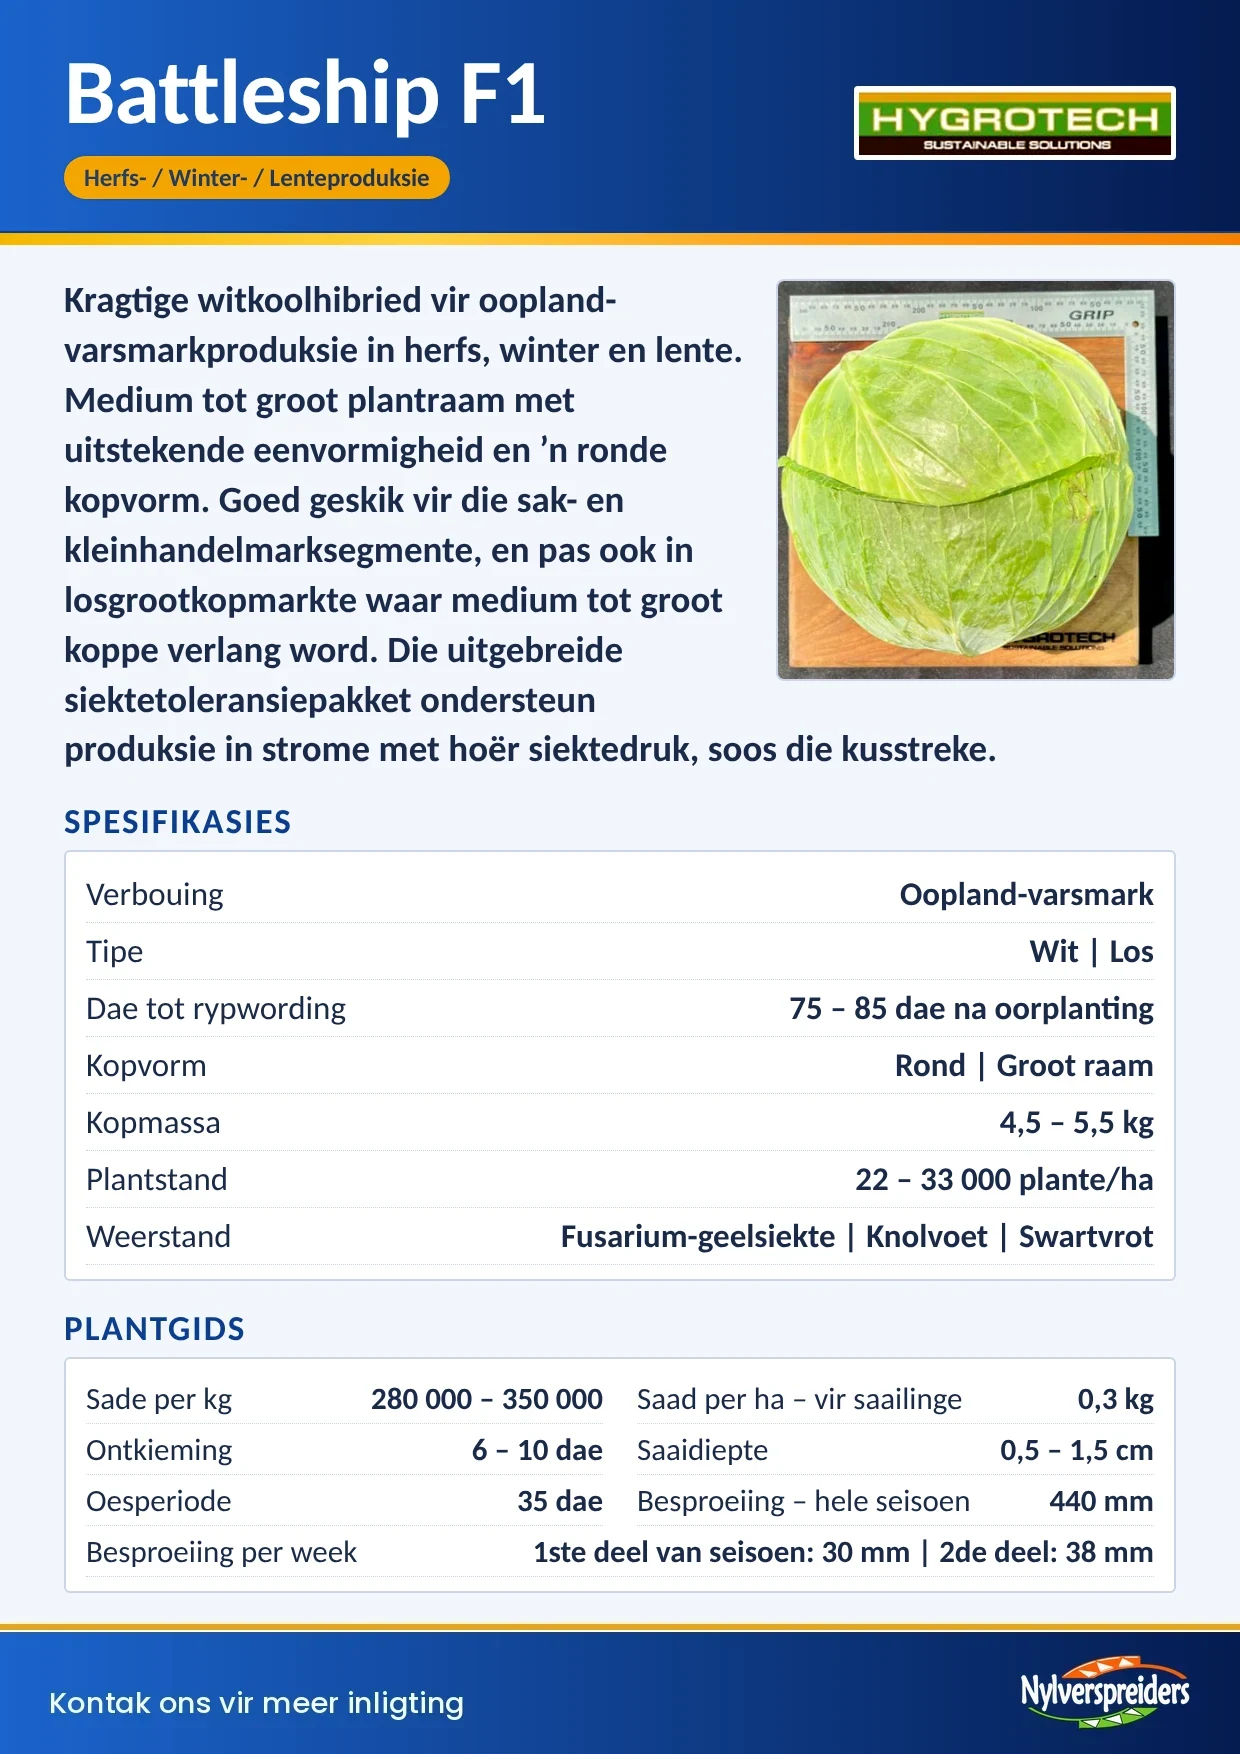 Battleship F1
HYGROTECH
SUSTAINABLE SOLUTIONS
Herfs- / Winter- / Lenteproduksie
Kragtige witkoolhibried vir oopland-
varsmarkproduksie in herfs, winter en lente.
Medium tot groot plantraam met
uitstekende eenvormigheid en ’n ronde
kopvorm. Goed geskik vir die sak- en
kleinhandelmarksegmente, en pas ook in
losgrootkopmarkte waar medium tot groot
koppe verlang word. Die uitgebreide
siektetoleransiepakket ondersteun
produksie in strome met hoër siektedruk, soos die kusstreke.
GRIP
SPESIFIKASIES
Verbouing Oopland-varsmark
Tipe Wit | Los
Dae tot rypwording 75 – 85 dae na oorplanting
Kopvorm Rond | Groot raam
Kopmassa 4,5 – 5,5 kg
Plantstand 22 – 33 000 plante/ha
Weerstand Fusarium-geelsiekte | Knolvoet | Swartvrot
PLANTGIDS
Sade per kg 280 000 – 350 000 Saad per ha – vir saailinge 0,3 kg
Ontkieming 6 – 10 dae Saaidiepte 0,5 – 1,5 cm
Oesperiode 35 dae Besproeiing – hele seisoen 440 mm
Besproeiing per week 1ste deel van seisoen: 30 mm | 2de deel: 38 mm
Kontak ons vir meer inligting
Nylverspreiders